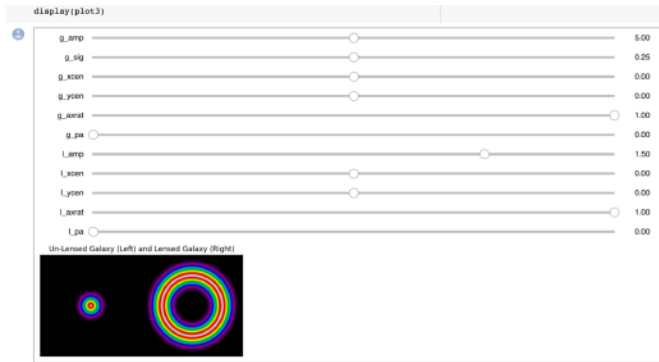 display(plot3)
g_amp 5.00
g_sig 0.25
g_xcen 0.00
g_ycen 0.00
g_axrat 1.00
g_pa 0.00
l_amp 1.50
l_xcen 0.00
l_ycen 0.00
l_axrat 1.00
l_pa 0.00
Un-Lensed Galaxy (Left) and Lensed Galaxy (Right)